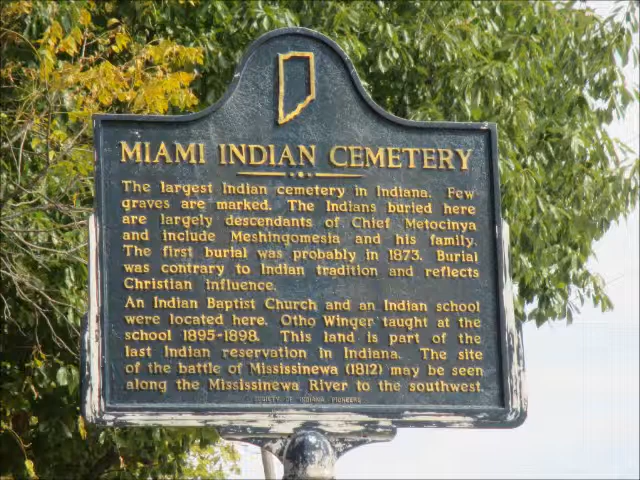 MIAMI INDIAN CEMETERY
The largest Indian cemetery in Indiana. Few
graves are marked. The Indians buried here
are largely descendants of Chief Metocinya
and include Meshingomesia and his family.
The first burial was probably in 1873. Burial
was contrary to Indian tradition and reflects
Christian influence.
An Indian Baptist Church and an Indian school
were located here. Otho Winger taught at the
school 1895-1898. This land is part of the
last Indian reservation in Indiana. The site
of the battle of Mississinewa (1812) may be seen
along the Mississinewa River to the southwest.
SOCIETY OF INDIANA PIONEERS